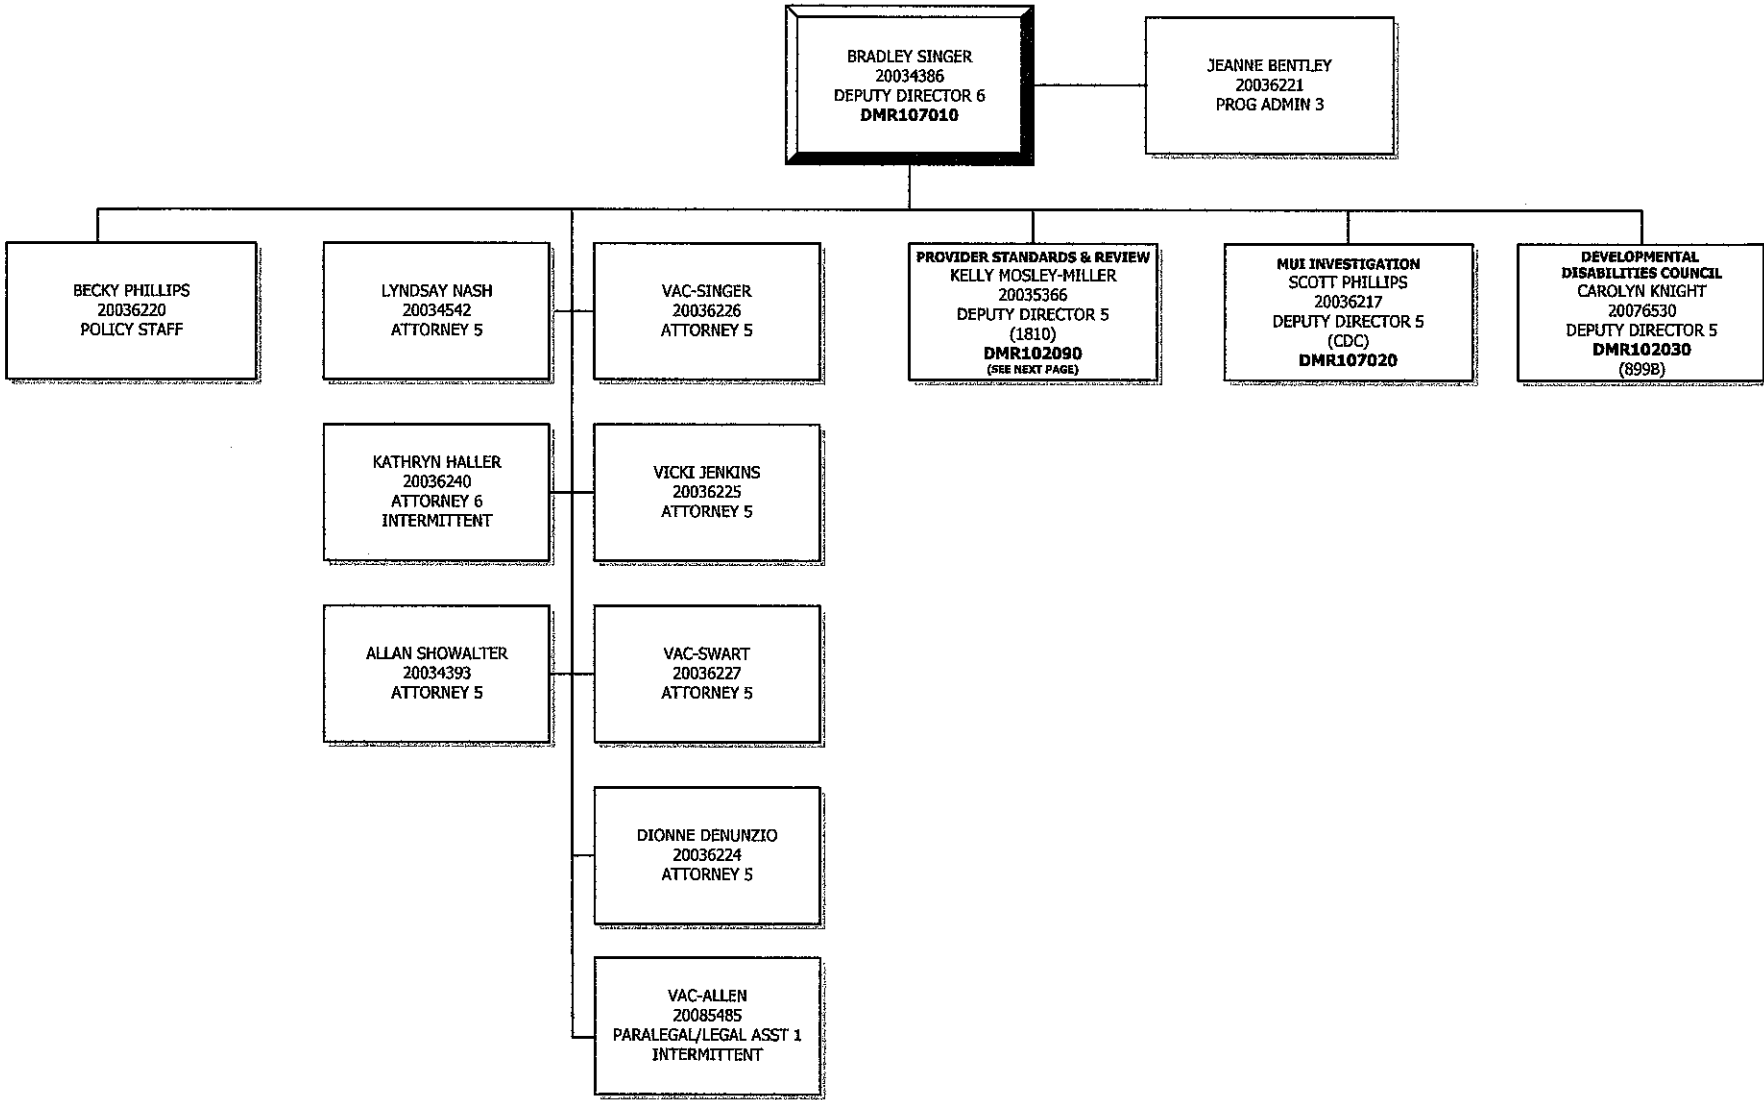 BRADLEY SINGER
20034386
DEPUTY DIRECTOR 6
DMR107010
JEANNE BENTLEY
20036221
PROG ADMIN 3
BECKY PHILLIPS
20036220
POLICY STAFF
LYNDSAY NASH
20034542
ATTORNEY 5
VAC-SINGER
20036226
ATTORNEY 5
PROVIDER STANDARDS & REVIEW
KELLY MOSLEY-MILLER
20035366
DEPUTY DIRECTOR 5
(1810)
DMR102090
(SEE NEXT PAGE)
MUI INVESTIGATION
SCOTT PHILLIPS
20036217
DEPUTY DIRECTOR 5
(CDC)
DMR107020
DEVELOPMENTAL
DISABILITIES COUNCIL
CAROLYN KNIGHT
20076530
DEPUTY DIRECTOR 5
DMR102030
(899B)
KATHRYN HALLER
20036240
ATTORNEY 6
INTERMITTENT
VICKI JENKINS
20036225
ATTORNEY 5
ALLAN SHOWALTER
20034393
ATTORNEY 5
VAC-SWART
20036227
ATTORNEY 5
DIONNE DENUNZIO
20036224
ATTORNEY 5
VAC-ALLEN
20085485
PARALEGAL/LEGAL ASST 1
INTERMITTENT